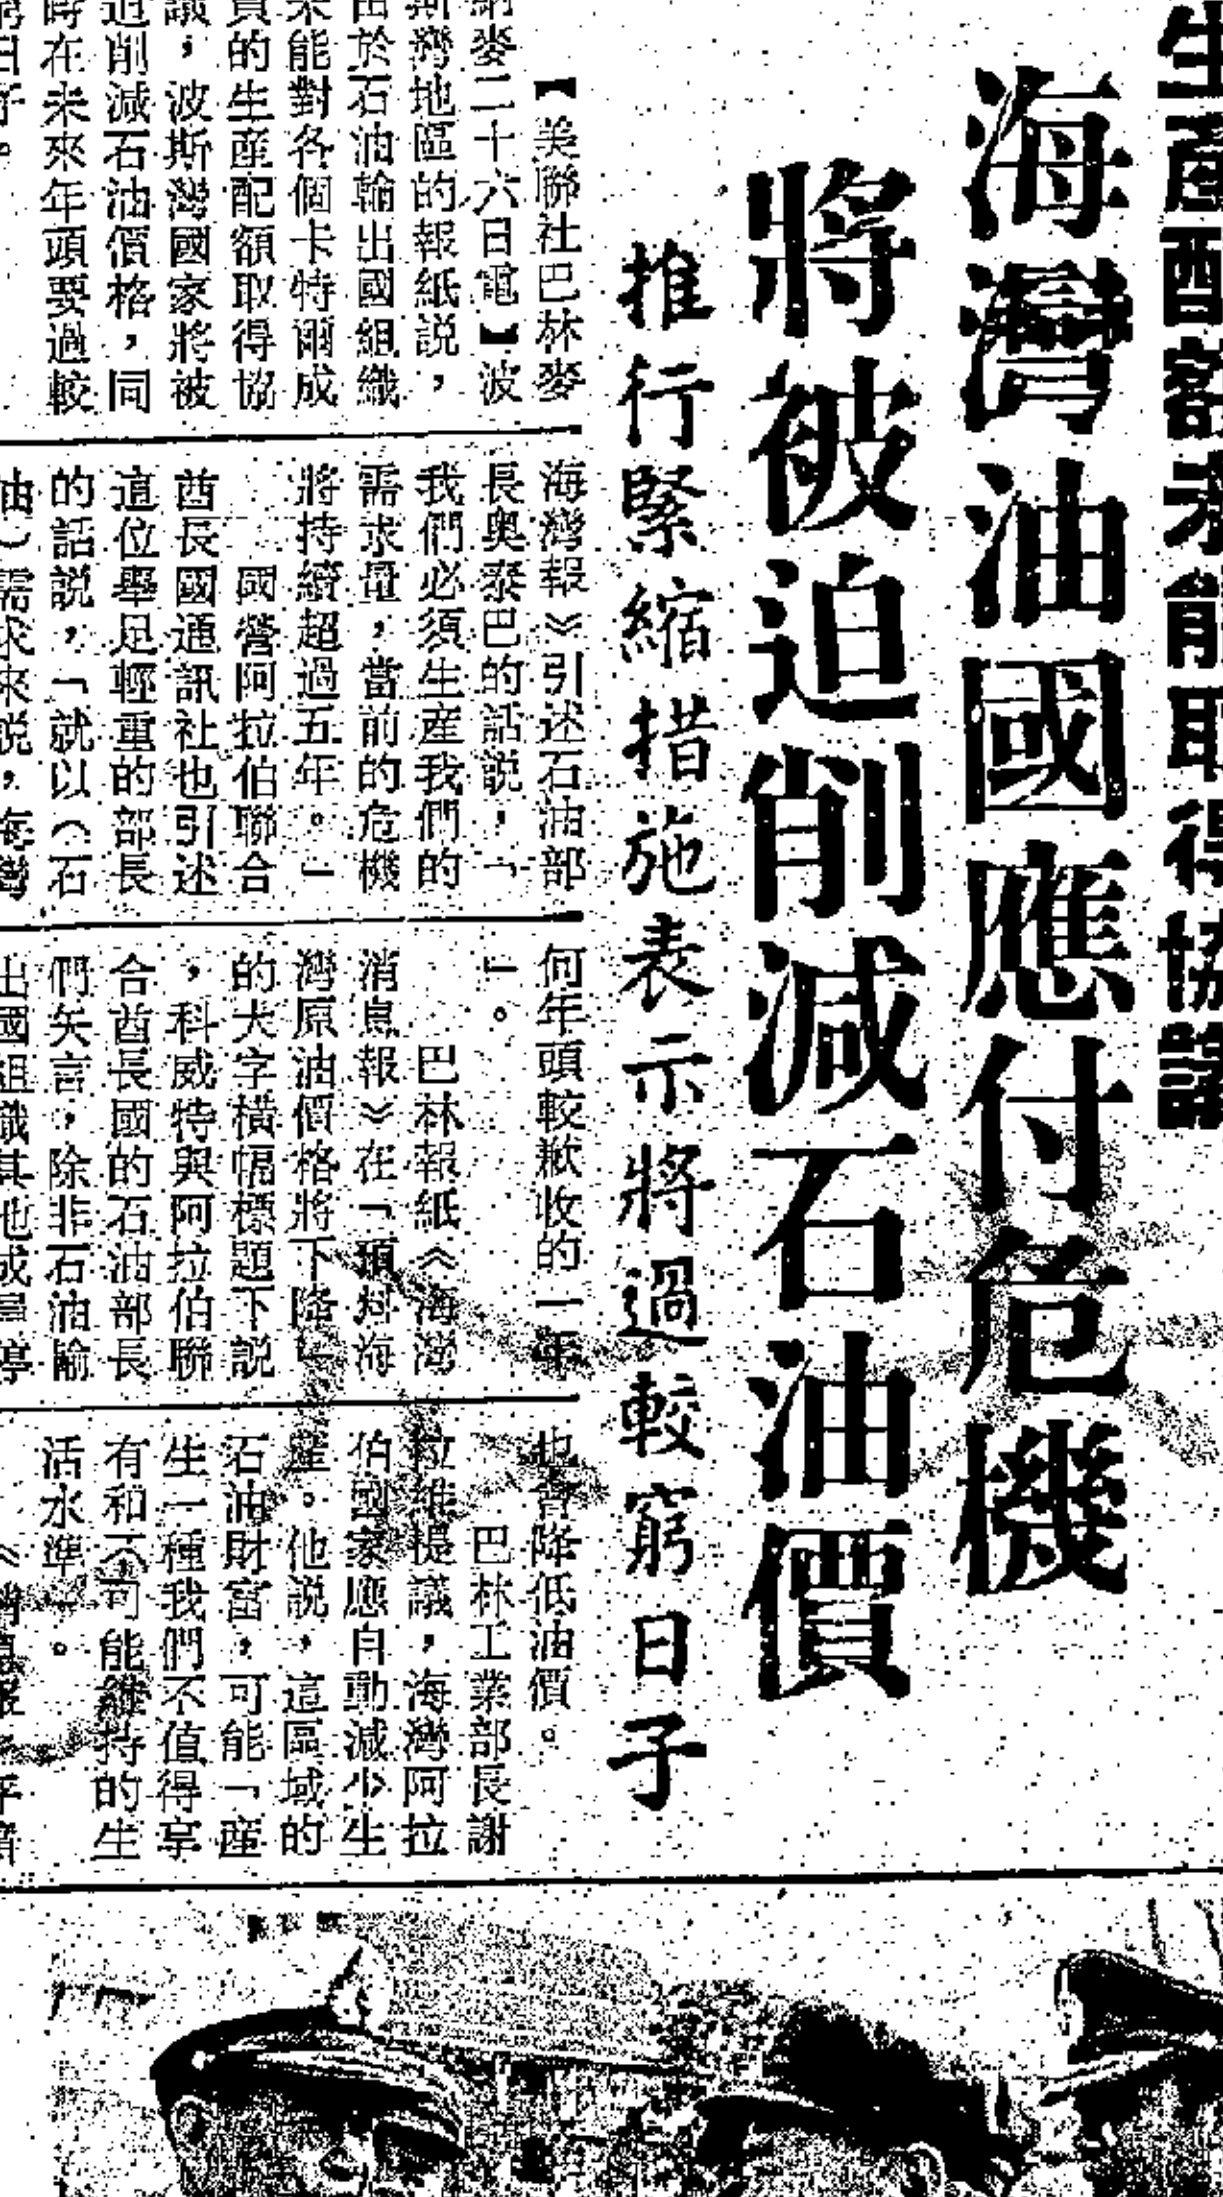 生產配額未能取得協議
海灣油國應付危機
將被迫削減石油價
推行緊縮措施表示將過較窮日子
【美聯社巴林麥
納麥二十六日電】波
斯灣地區的報紙説，
由於石油輸出國組織
未能對各個卡特爾成
員的生產配額取得協
議，波斯灣國家將被
迫削減石油價格，同
時在未來年頭要過較
窮日子。
海灣報》引述石油部
長奧泰巴的話説，「
我們必須生產我們的
需求量，當前的危機
將持續超過五年。」
國營阿拉伯聯合
酋長國通訊社也引述
這位舉足輕重的部長
的話説，「就以（石
油）需求來説，海灣
何年頭較歉收的一年
」。
巴林報紙《海灣
消息報》在「預料海
灣原油價格將下降」
的大字橫幅標題下説
，科威特與阿拉伯聯
合酋長國的石油部長
們矢言，除非石油輸
出國組織其他成員停
也會降低油價。
巴林工業部長謝
拉維提議，海灣阿拉
伯國家應自動減少生
產。他説，這區域的
石油財富，可能「產
生一種我們不值得享
有和不可能維持的生
活水準」。